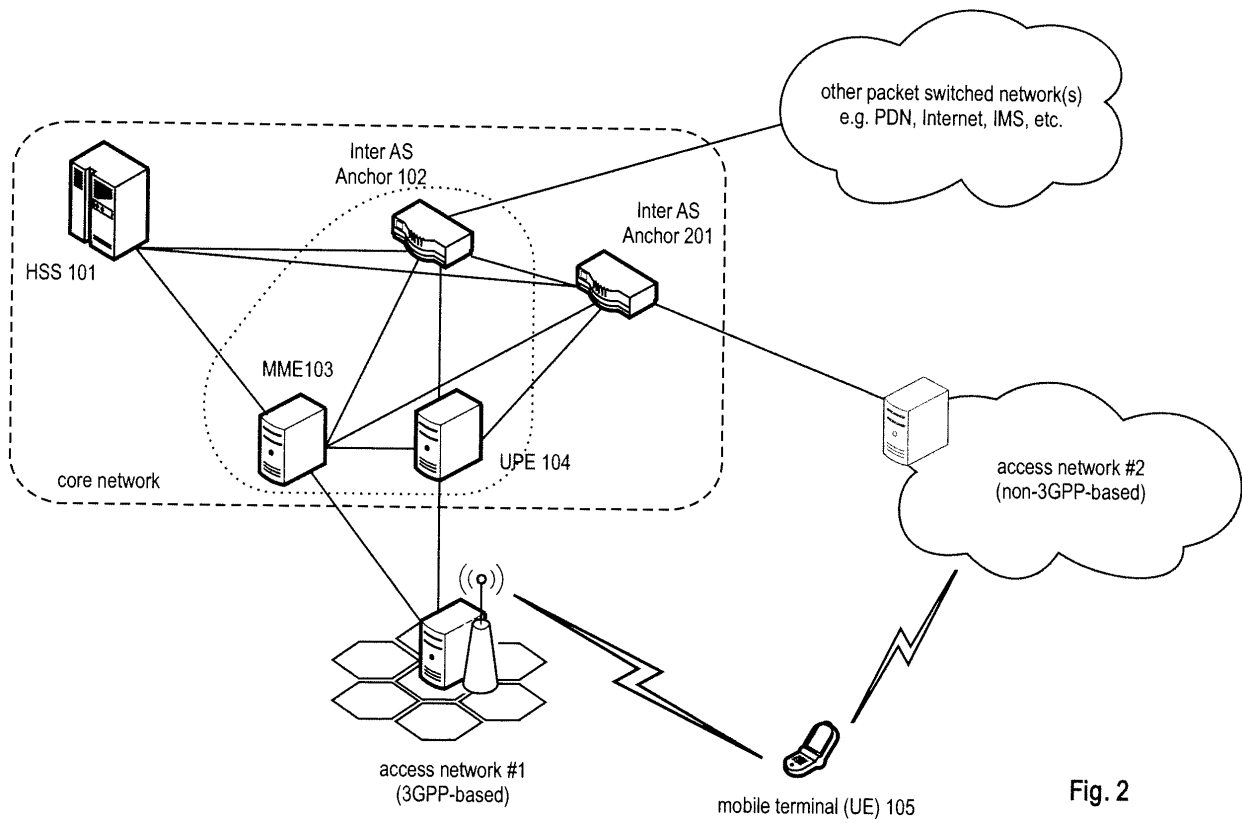 other packet switched network(s)
e.g. PDN, Internet, IMS, etc.
Inter AS
Anchor 102
Inter AS
Anchor 201
HSS 101
MME103
UPE 104
core network
access network #2
(non-3GPP-based)
access network #1
(3GPP-based)
mobile terminal (UE) 105
Fig. 2